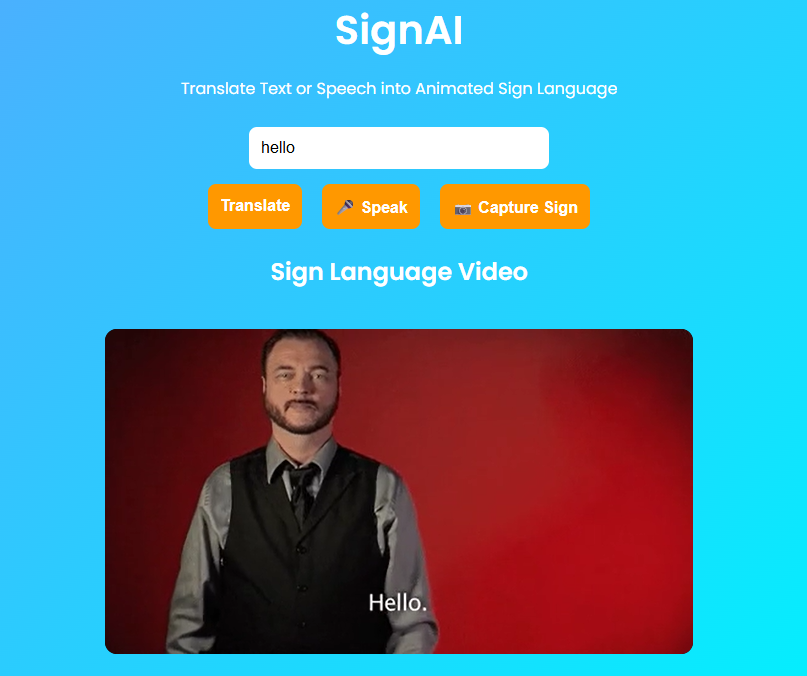 SignAI
Translate Text or Speech into Animated Sign Language
hello
Translate
Speak
Capture Sign
Sign Language Video
Hello.